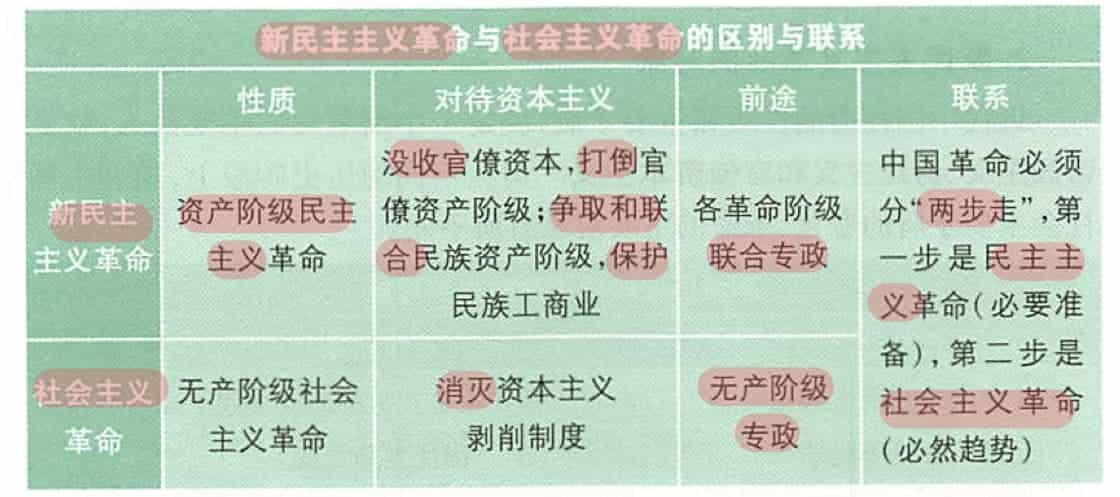 新民主主义革命与社会主义革命的区别与联系
性质
对待资本主义
前途
联系
新民主
主义革命
资产阶级民主
主义革命
没收官僚资本，打倒官
僚资产阶级；争取和联
合民族资产阶级，保护
民族工商业
各革命阶级
联合专政
中国革命必须
分“两步走”，第
一步是民主主
义革命（必要准
备），第二步是
社会主义革命
（必然趋势）
社会主义
革命
无产阶级社会
主义革命
消灭资本主义
剥削制度
无产阶级
专政